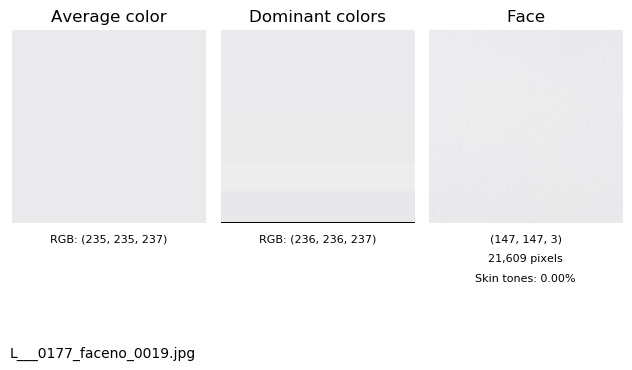 Average color
Dominant colors
Face
RGB: (235, 235, 237)
RGB: (236, 236, 237)
(147, 147, 3)
21,609 pixels
Skin tones: 0.00%
L___0177_faceno_0019.jpg